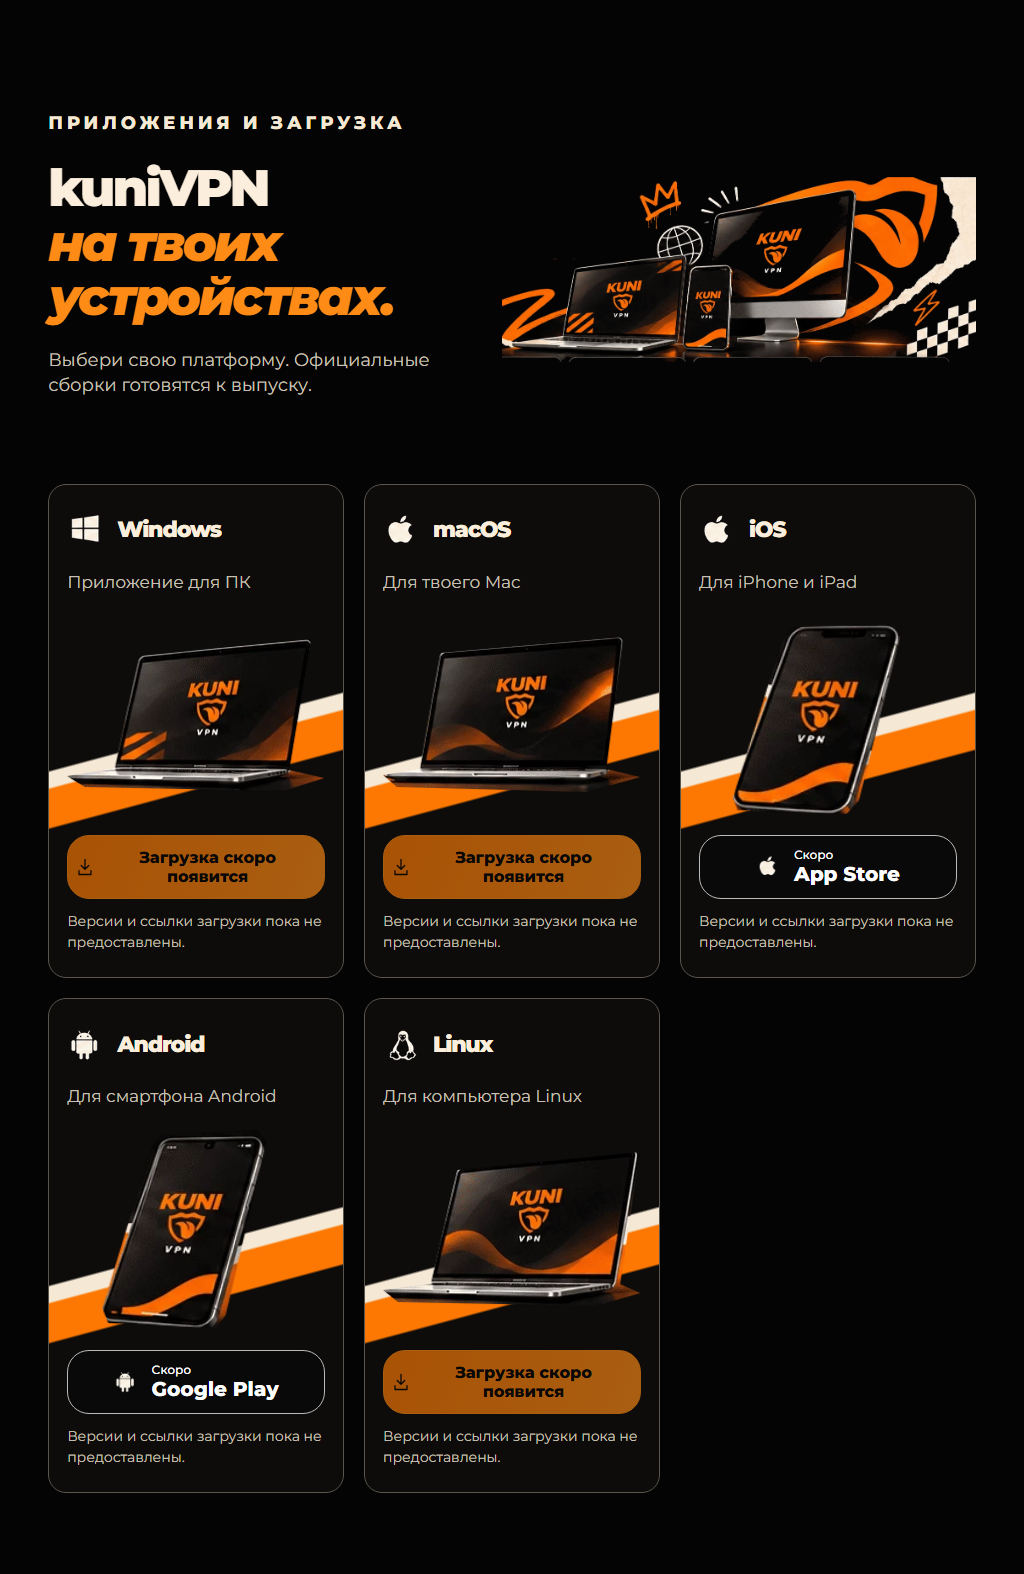 ПРИЛОЖЕНИЯ И ЗАГРУЗКА
kuniVPN
на твоих
устройствах.
Выбери свою платформу. Официальные
сборки готовятся к выпуску.
KUNI
VPN
KUNI
VPN
KUNI
VPN
Windows
Приложение для ПК
KUNI
VPN
Загрузка скоро
появится
Версии и ссылки загрузки пока не
предоставлены.
macOS
Для твоего Mac
KUNI
VPN
Загрузка скоро
появится
Версии и ссылки загрузки пока не
предоставлены.
iOS
Для iPhone и iPad
KUNI
VPN
Скоро
App Store
Версии и ссылки загрузки пока не
предоставлены.
Android
Для смартфона Android
KUNI
VPN
Скоро
Google Play
Версии и ссылки загрузки пока не
предоставлены.
Linux
Для компьютера Linux
KUNI
VPN
Загрузка скоро
появится
Версии и ссылки загрузки пока не
предоставлены.